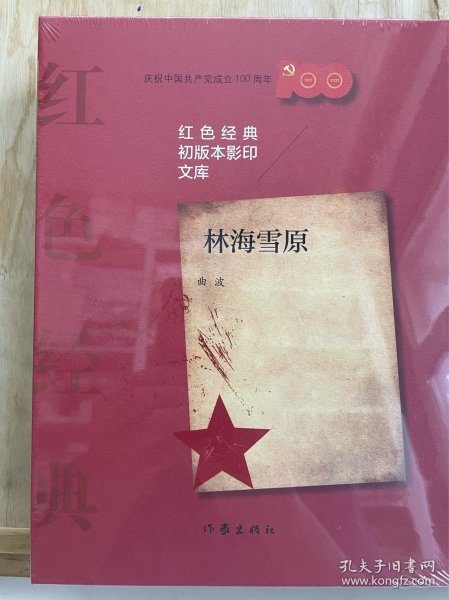 庆祝中国共产党成立100周年
100
1921 2021
红色经典
初版本影印
文库
林海雪原
曲波
作家出版社
红色经典
孔夫子旧书网
www.kongfz.com